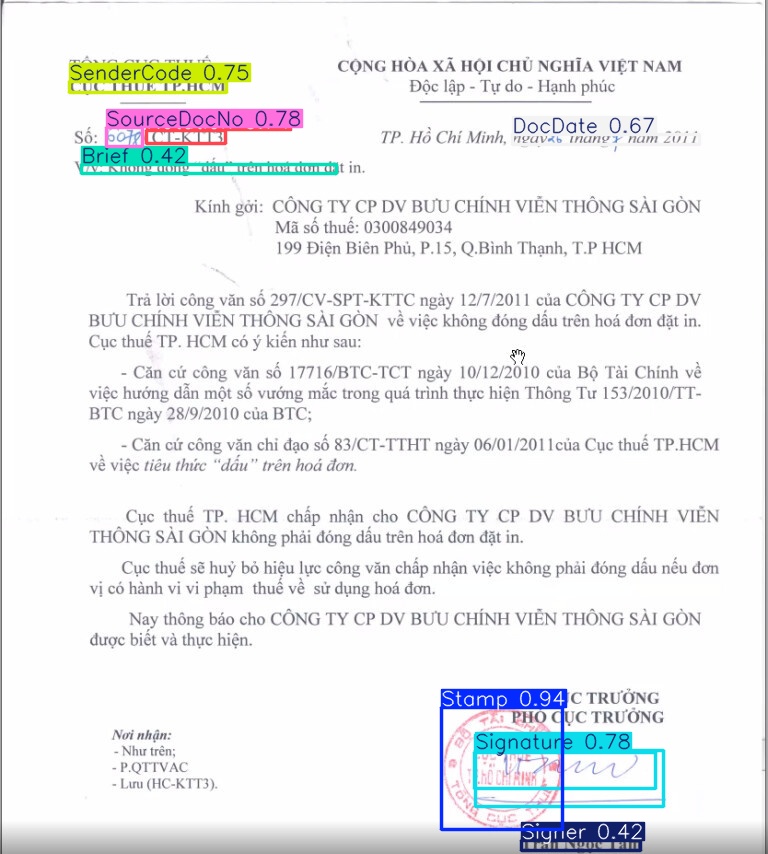 TỔNG CỤC THUẾ
SenderCode 0.75
CỤC THUẾ TP.HCM
CỘNG HÒA XÃ HỘI CHỦ NGHĨA VIỆT NAM
Độc lập - Tự do - Hạnh phúc
SourceDocNo 0.78
DocDate 0.67
Số: CT-KTT3
TP. Hồ Chí Minh, ngày 26 tháng 7 năm 2011
Brief 0.42
V/v. Không đóng “dấu” trên hoá đơn đặt in.
Kính gởi: CÔNG TY CP DV BƯU CHÍNH VIỄN THÔNG SÀI GÒN
Mã số thuế: 0300849034
199 Điện Biên Phủ, P.15, Q.Bình Thạnh, T.P HCM
Trả lời công văn số 297/CV-SPT-KTTC ngày 12/7/2011 của CÔNG TY CP DV
BƯU CHÍNH VIỄN THÔNG SÀI GÒN về việc không đóng dấu trên hoá đơn đặt in.
Cục thuế TP. HCM có ý kiến như sau:
- Căn cứ công văn số 17716/BTC-TCT ngày 10/12/2010 của Bộ Tài Chính về
việc hướng dẫn một số vướng mắc trong quá trình thực hiện Thông Tư 153/2010/TT-
BTC ngày 28/9/2010 của BTC;
- Căn cứ công văn chỉ đạo số 83/CT-TTHT ngày 06/01/2011của Cục thuế TP.HCM
về việc tiêu thức “dấu” trên hoá đơn.
Cục thuế TP. HCM chấp nhận cho CÔNG TY CP DV BƯU CHÍNH VIỄN
THÔNG SÀI GÒN không phải đóng dấu trên hoá đơn đặt in.
Cục thuế sẽ huỷ bỏ hiệu lực công văn chấp nhận việc không phải đóng dấu nếu đơn
vị có hành vi vi phạm thuế về sử dụng hoá đơn.
Nay thông báo cho CÔNG TY CP DV BƯU CHÍNH VIỄN THÔNG SÀI GÒN
được biết và thực hiện.
Stamp 0.94
CỤC TRƯỞNG
PHÓ CỤC TRƯỞNG
Nơi nhận:
- Như trên;
- P.QTTVAC
- Lưu (HC-KTT3).
Signature 0.78
BỘ TÀI CHÍNH
CỤC THUẾ
T.P HỒ CHÍ MINH
TỔNG CỤC THUẾ
Signer 0.42
Trần Ngọc Tâm